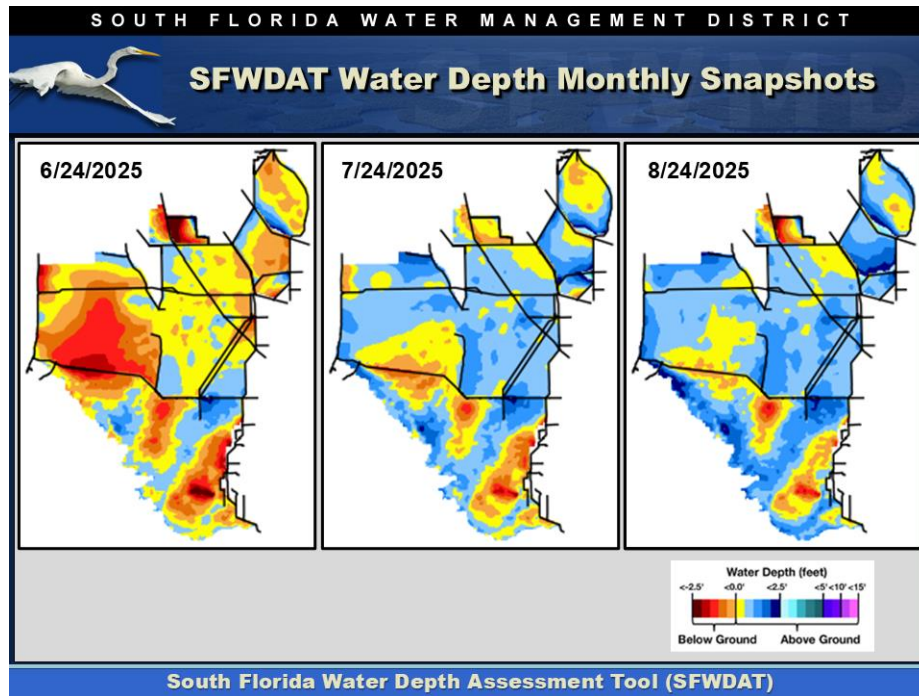 SOUTH FLORIDA WATER MANAGEMENT DISTRICT
SFWDAT Water Depth Monthly Snapshots
6/24/2025
7/24/2025
8/24/2025
Water Depth (feet)
<-2.5' <0.0' <2.5' <5' <10' <15'
Below Ground Above Ground
South Florida Water Depth Assessment Tool (SFWDAT)